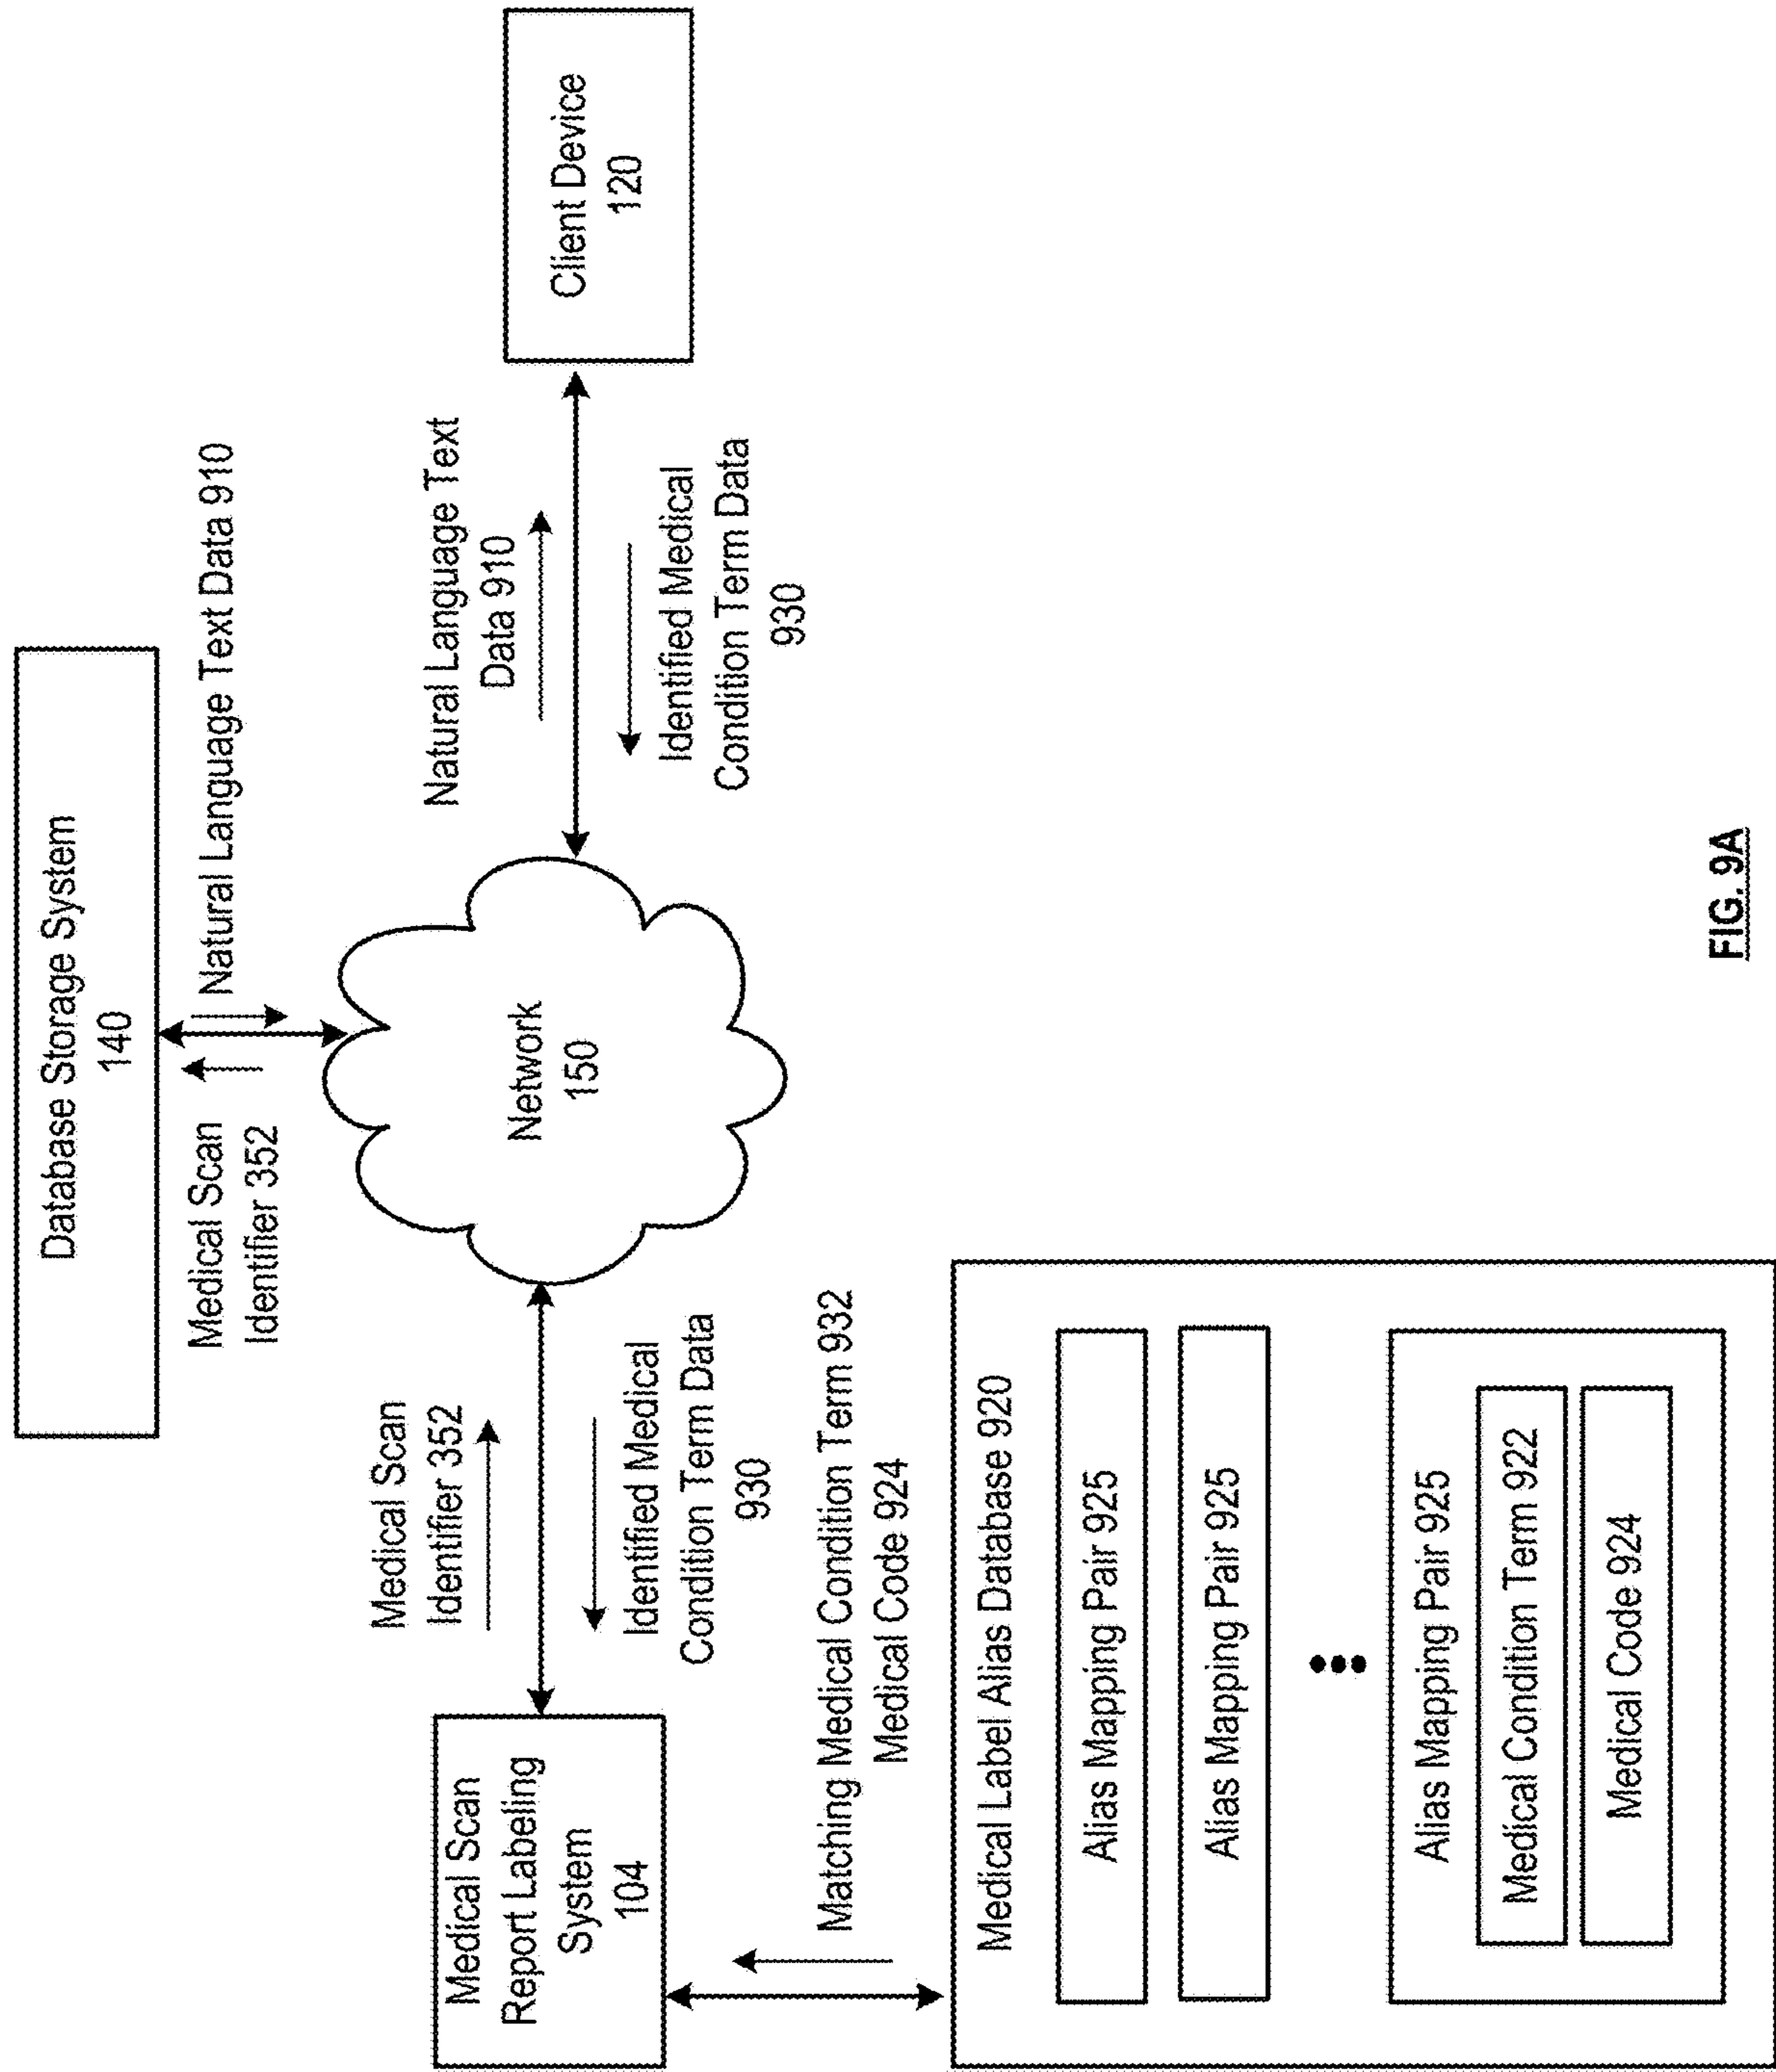 Database Storage System
140
Medical Scan
Identifier 352
Natural Language Text Data 910
Medical Scan
Report Labeling
System
104
Medical Scan
Identifier 352
Identified Medical
Condition Term Data
930
Network
150
Natural Language Text
Data 910
Identified Medical
Condition Term Data
930
Client Device
120
Matching Medical Condition Term 932
Medical Code 924
Medical Label Alias Database 920
Alias Mapping Pair 925
Alias Mapping Pair 925
Alias Mapping Pair 925
Medical Condition Term 922
Medical Code 924
FIG. 9A